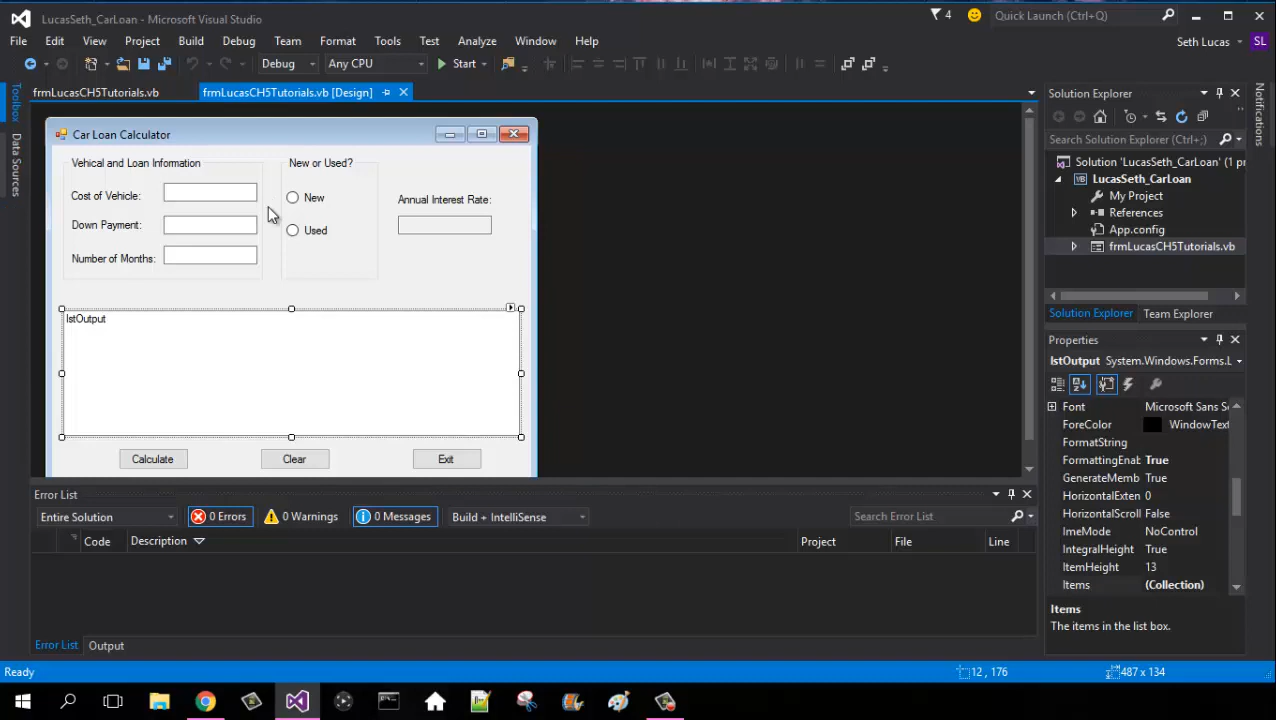 LucasSeth_CarLoan - Microsoft Visual Studio
4
Quick Launch (Ctrl+Q)
File Edit View Project Build Debug Team Format Tools Test Analyze Window Help
Seth Lucas SL
Debug Any CPU Start
Toolbox
Data Sources
frmLucasCH5Tutorials.vb frmLucasCH5Tutorials.vb [Design]
Car Loan Calculator
Vehical and Loan Information
Cost of Vehicle:
Down Payment:
Number of Months:
New or Used?
New
Used
Annual Interest Rate:
lstOutput
Calculate Clear Exit
Solution Explorer
Search Solution Explorer (Ctrl+;)
Solution 'LucasSeth_CarLoan' (1 pr
VB LucasSeth_CarLoan
My Project
References
App.config
frmLucasCH5Tutorials.vb
Solution Explorer Team Explorer
Notifications
Properties
lstOutput System.Windows.Forms.L
Font Microsoft Sans S
ForeColor WindowText
FormatString
FormattingEnab True
GenerateMemb True
HorizontalExten 0
HorizontalScroll False
ImeMode NoControl
IntegralHeight True
ItemHeight 13
Items (Collection)
Items
The items in the list box.
Error List
Entire Solution 0 Errors 0 Warnings 0 Messages Build + IntelliSense Search Error List
Code Description Project File Line
Error List Output
Ready 12 , 176 487 x 134